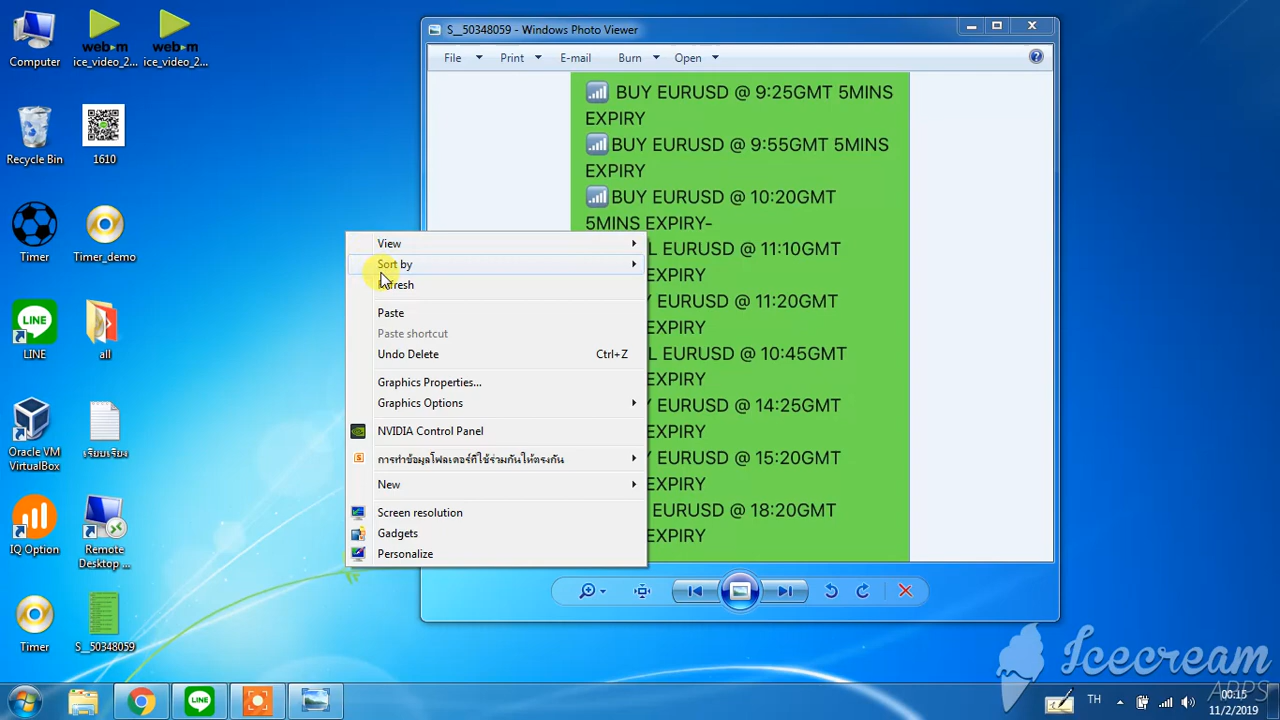 Computer
ice_video_2...
ice_video_2...
Recycle Bin
1610
Timer
Timer_demo
LINE
all
Oracle VM
VirtualBox
เรียบเรียง
IQ Option
Remote
Desktop ...
Timer
S__50348059
S__50348059 - Windows Photo Viewer
File Print E-mail Burn Open
BUY EURUSD @ 9:25GMT 5MINS
EXPIRY
BUY EURUSD @ 9:55GMT 5MINS
EXPIRY
BUY EURUSD @ 10:20GMT
5MINS EXPIRY-
L EURUSD @ 11:10GMT
EXPIRY
Y EURUSD @ 11:20GMT
EXPIRY
L EURUSD @ 10:45GMT
EXPIRY
Y EURUSD @ 14:25GMT
EXPIRY
Y EURUSD @ 15:20GMT
EXPIRY
Y EURUSD @ 18:20GMT
EXPIRY
View
Sort by
Refresh
Paste
Paste shortcut
Undo Delete Ctrl+Z
Graphics Properties...
Graphics Options
NVIDIA Control Panel
การทำข้อมูลโฟลเดอร์ที่ใช้ร่วมกันให้ตรงกัน
New
Screen resolution
Gadgets
Personalize
Icecream
APPS
TH
00:15
11/2/2019